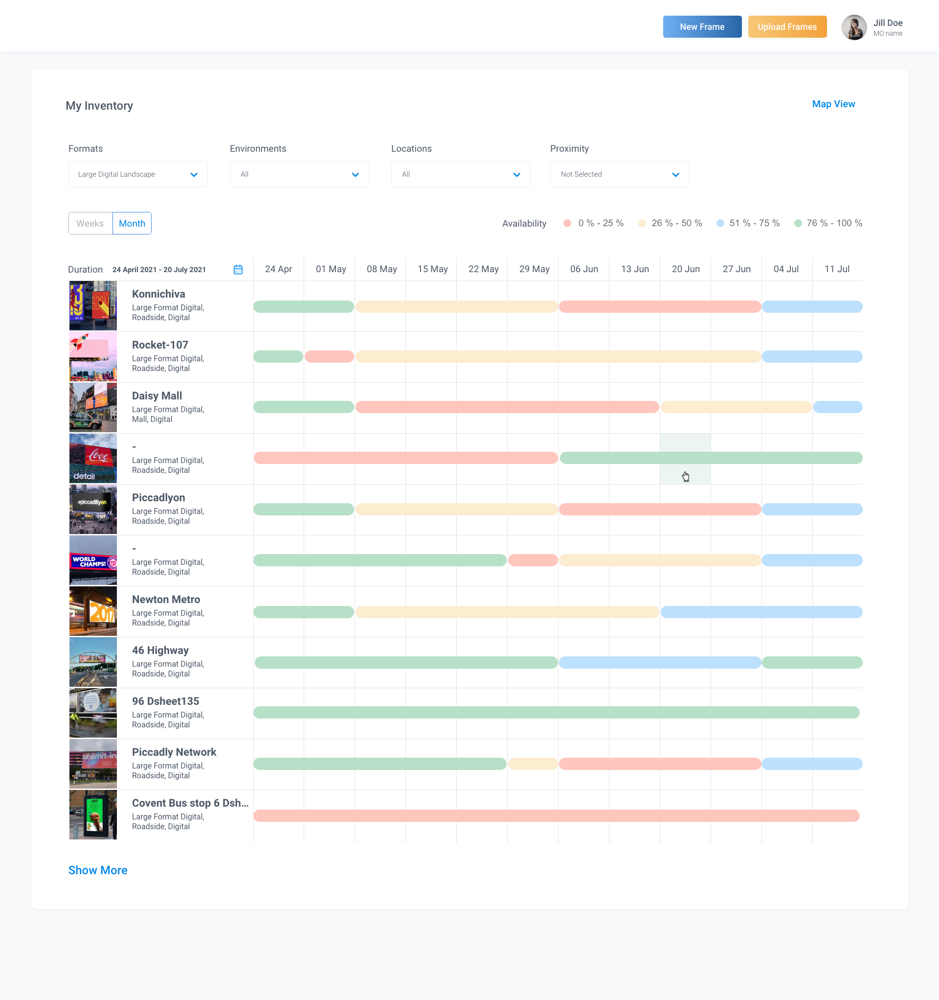 New Frame
Upload Frames
Jill Doe
MO name
My Inventory
Map View
Formats
Environments
Locations
Proximity
Large Digital Landscape
All
All
Not Selected
Weeks
Month
Availability
0 % - 25 %
26 % - 50 %
51 % - 75 %
76 % - 100 %
Duration
24 April 2021 - 20 July 2021
24 Apr
01 May
08 May
15 May
22 May
29 May
06 Jun
13 Jun
20 Jun
27 Jun
04 Jul
11 Jul
Konnichiva
Large Format Digital,
Roadside, Digital
Rocket-107
Large Format Digital,
Roadside, Digital
Daisy Mall
Large Format Digital,
Mall, Digital
love
detail
-
Large Format Digital,
Roadside, Digital
#piccadillyon
Piccadlyon
Large Format Digital,
Roadside, Digital
WORLD
CHAMPS!
-
Large Format Digital,
Roadside, Digital
2017
Newton Metro
Large Format Digital,
Roadside, Digital
46 Highway
Large Format Digital,
Roadside, Digital
96 Dsheet135
Large Format Digital,
Roadside, Digital
unlimit-in
Piccadly Network
Large Format Digital,
Roadside, Digital
Covent Bus stop 6 Dsh...
Large Format Digital,
Roadside, Digital
Show More